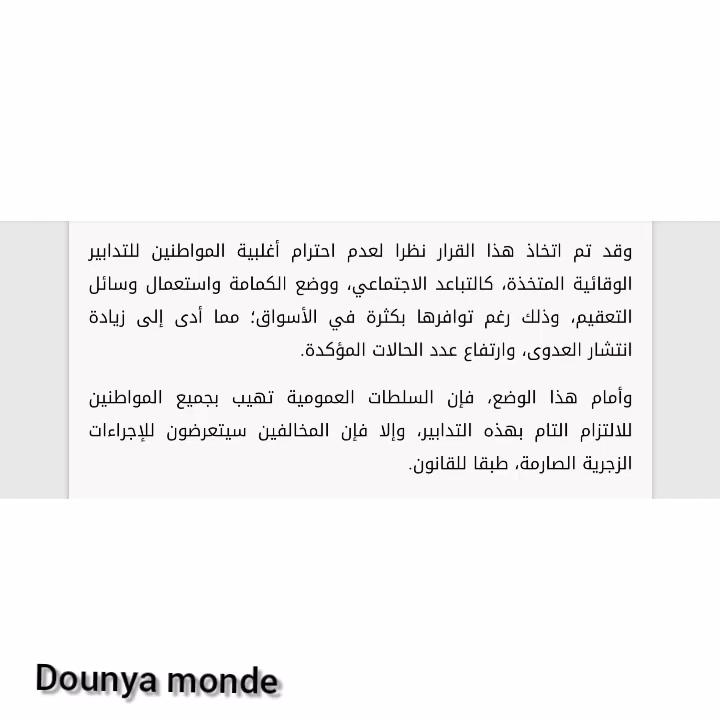 وقد تم اتخاذ هذا القرار نظرا لعدم احترام أغلبية المواطنين للتدابير
الوقائية المتخذة، كالتباعد الاجتماعي، ووضع الكمامة واستعمال وسائل
التعقيم، وذلك رغم توافرها بكثرة في الأسواق؛ مما أدى إلى زيادة
انتشار العدوى، وارتفاع عدد الحالات المؤكدة.
وأمام هذا الوضع، فإن السلطات العمومية تهيب بجميع المواطنين
للالتزام التام بهذه التدابير، وإلا فإن المخالفين سيتعرضون للإجراءات
الزجرية الصارمة، طبقا للقانون.
Dounya monde